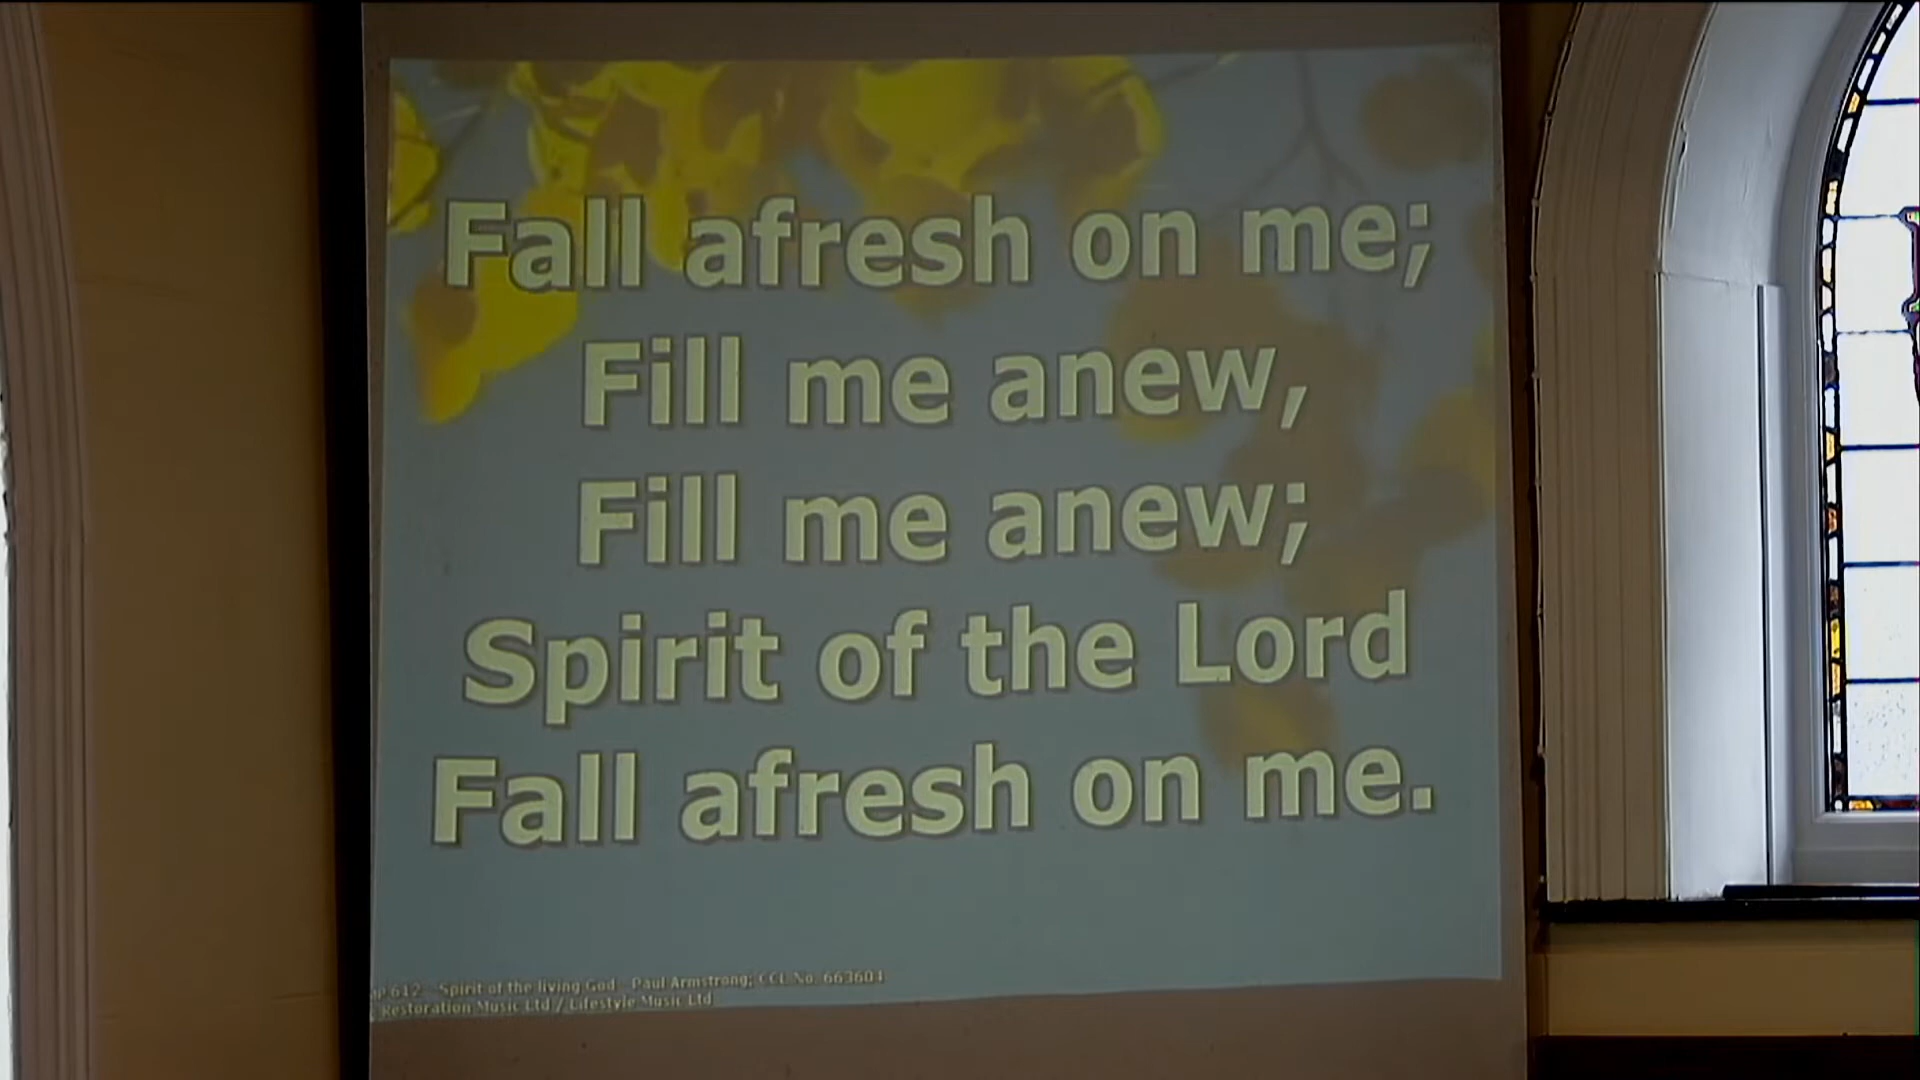 Fall afresh on me;
Fill me anew,
Fill me anew;
Spirit of the Lord
Fall afresh on me.
612 - Spirit of the living God - Paul Armstrong; CCL No. 663604
Restoration Music Ltd / Lifestyle Music Ltd